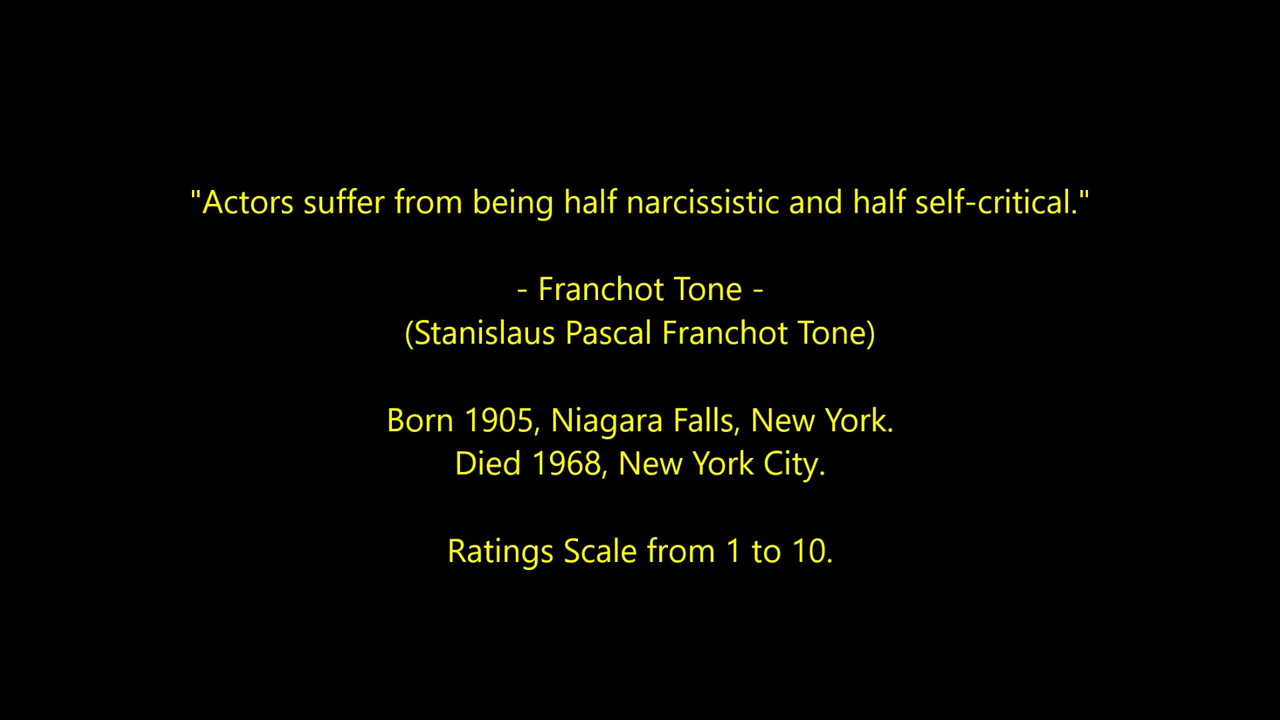 "Actors suffer from being half narcissistic and half self-critical."
- Franchot Tone -
(Stanislaus Pascal Franchot Tone)
Born 1905, Niagara Falls, New York.
Died 1968, New York City.
Ratings Scale from 1 to 10.